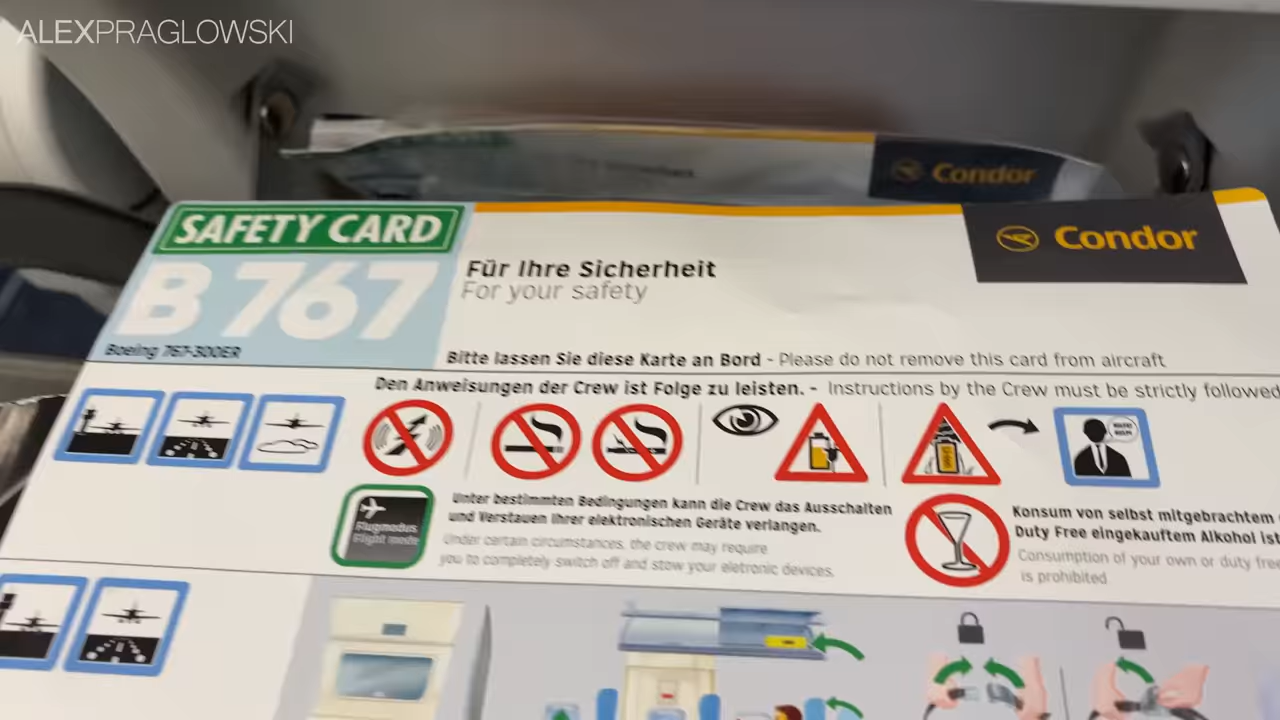 ALEXPRAGLOWSKI
Condor
SAFETY CARD
Condor
B 767
Für Ihre Sicherheit
For your safety
Boeing 767-300ER
Bitte lassen Sie diese Karte an Bord - Please do not remove this card from aircraft
Den Anweisungen der Crew ist Folge zu leisten. - Instructions by the Crew must be strictly followed
Flugmodus
Flight mode
Unter bestimmten Bedingungen kann die Crew das Ausschalten
und Verstauen Ihrer elektronischen Geräte verlangen.
Under certain circumstances, the crew may require
you to completely switch off and stow your eletronic devices.
Konsum von selbst mitgebrachtem
Duty Free eingekauftem Alkohol ist
Consumption of your own or duty free
is prohibited.